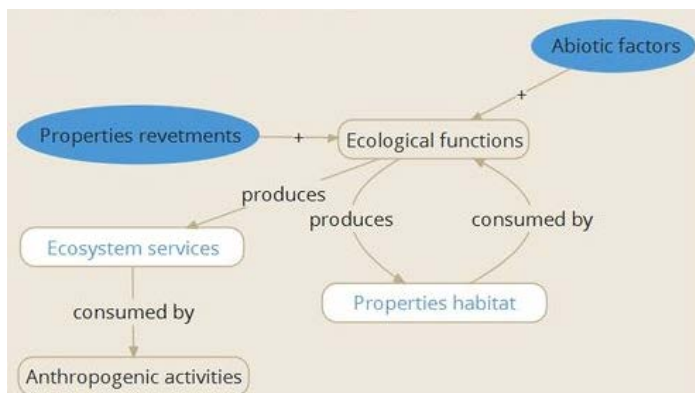 Abiotic factors
+
Properties revetments
+
Ecological functions
produces
produces
consumed by
Ecosystem services
Properties habitat
consumed by
Anthropogenic activities